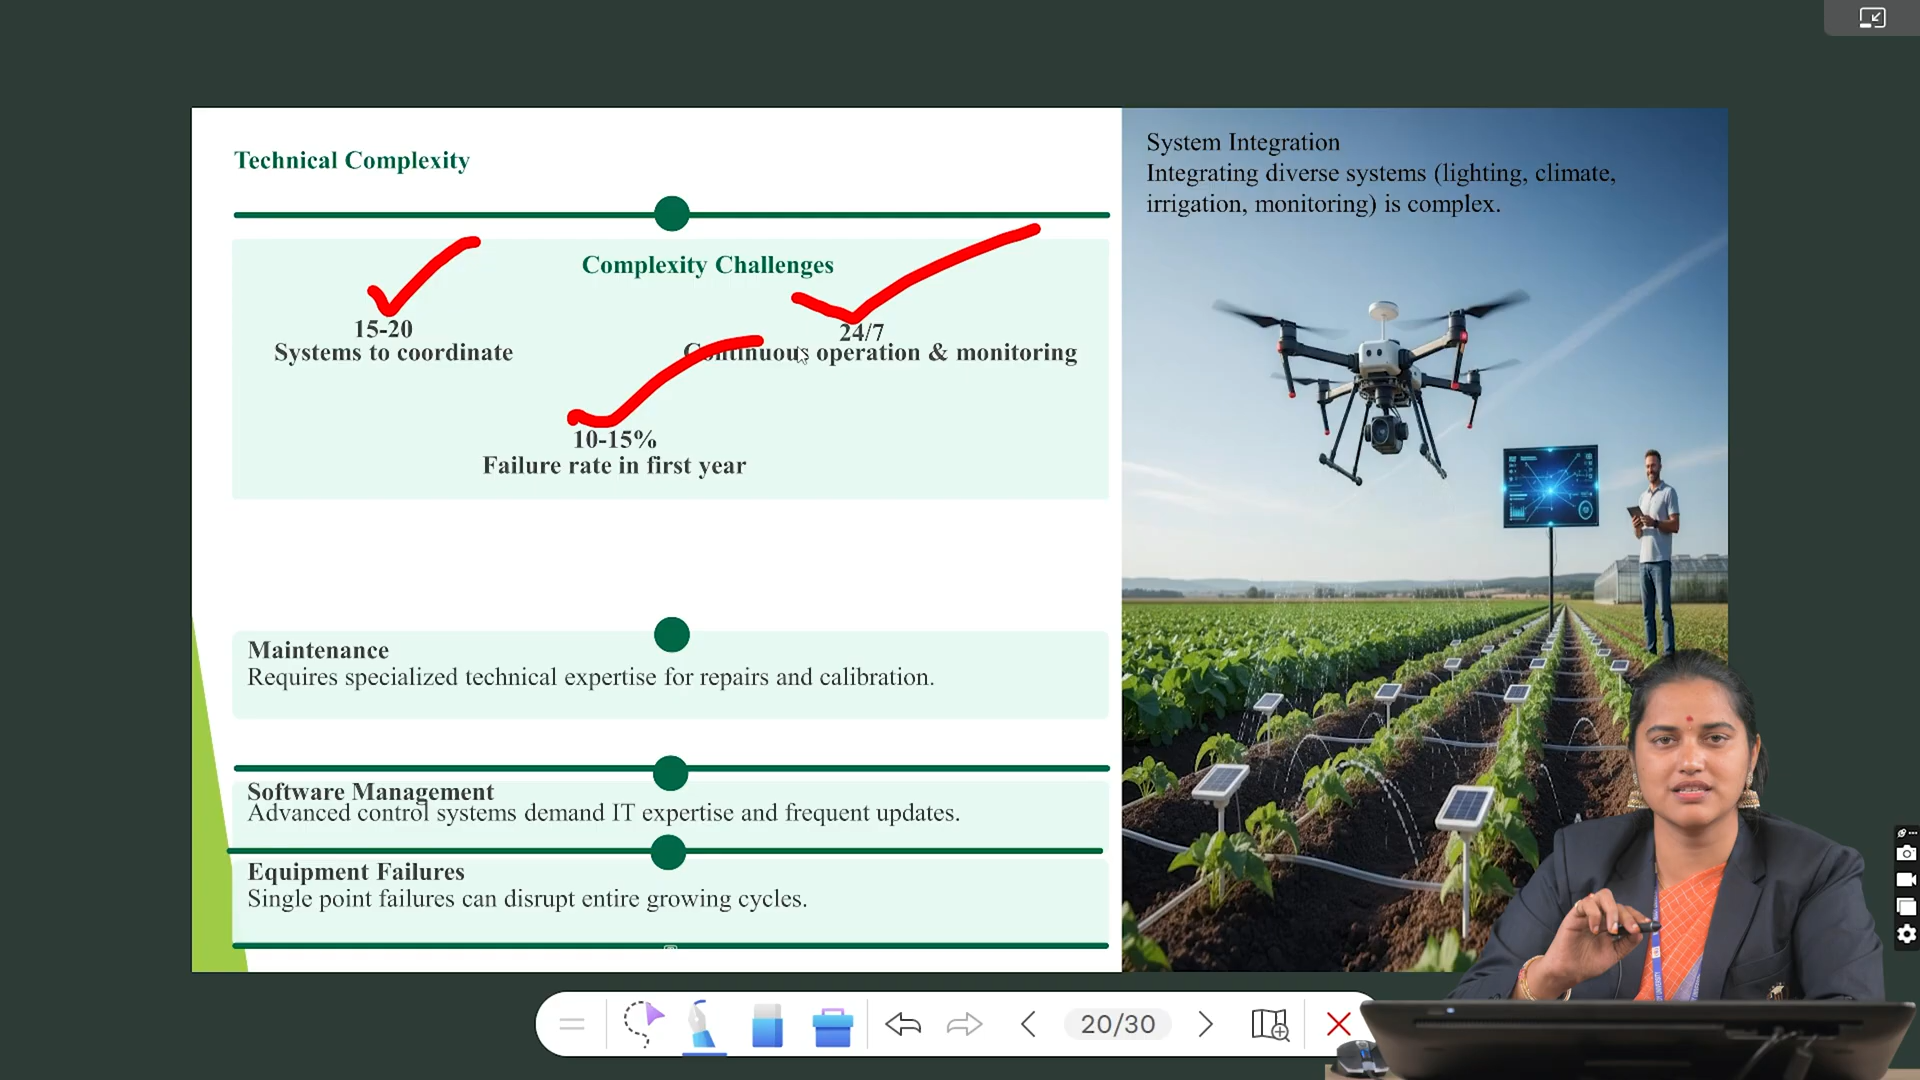 Technical Complexity
Complexity Challenges
15-20
Systems to coordinate
24/7
Continuous operation & monitoring
10-15%
Failure rate in first year
Maintenance
Requires specialized technical expertise for repairs and calibration.
Software Management
Advanced control systems demand IT expertise and frequent updates.
Equipment Failures
Single point failures can disrupt entire growing cycles.
System Integration
Integrating diverse systems (lighting, climate,
irrigation, monitoring) is complex.
20/30